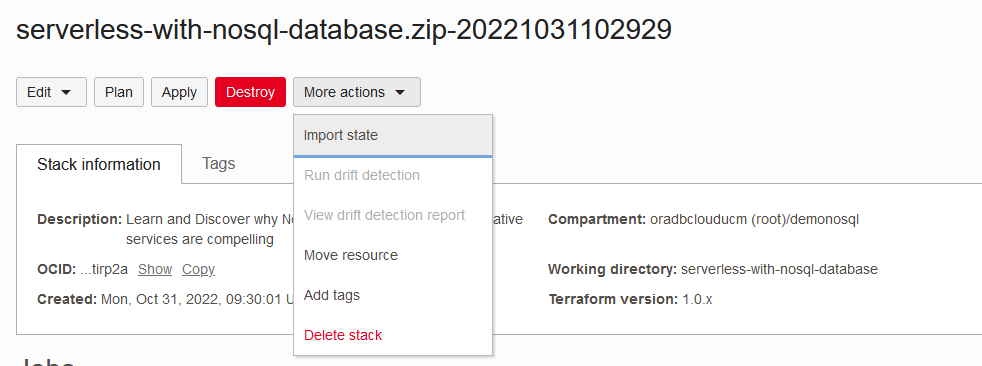 serverless-with-nosql-database.zip-20221031102929
Edit Plan Apply Destroy More actions
Import state
Run drift detection
View drift detection report
Move resource
Add tags
Delete stack
Stack information Tags
Description: Learn and Discover why ative
services are compelling
OCID: ...tirp2a Show Copy
Created: Mon, Oct 31, 2022, 09:30:01
Compartment: oradbclouducm (root)/demonosql
Working directory: serverless-with-nosql-database
Terraform version: 1.0.x